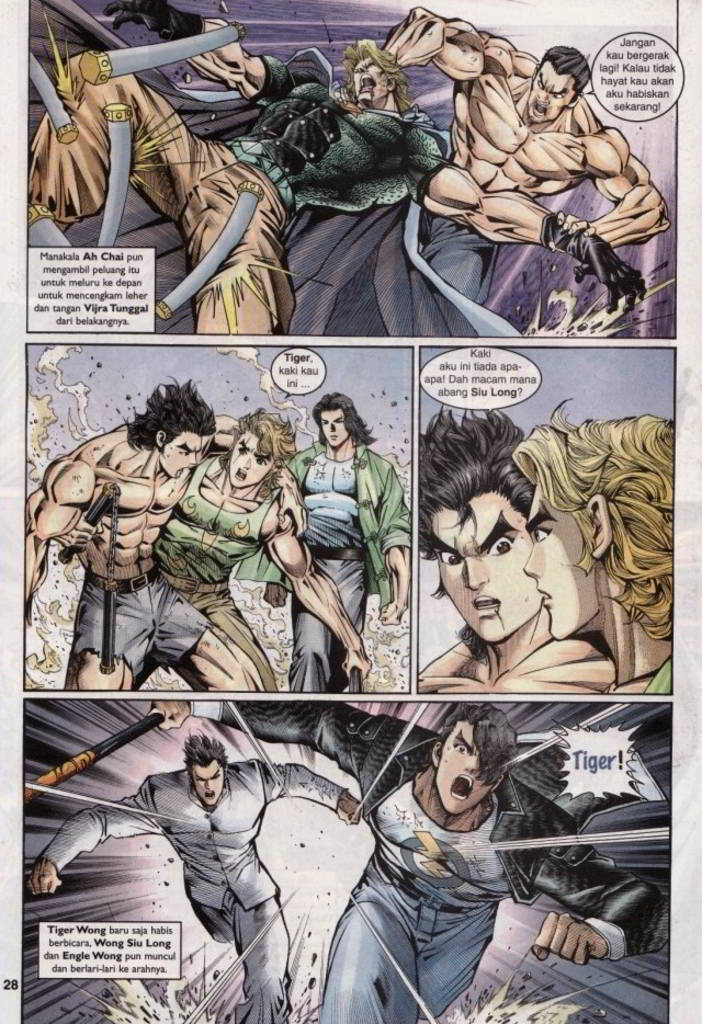 Jangan
kau bergerak
lagi! Kalau tidak
hayat kau akan
aku habiskan
sekarang!
Manakala Ah Chai pun
mengambil peluang itu
untuk meluru ke depan
untuk mencengkam leher
dan tangan Vijra Tunggal
dari belakangnya.
Tiger,
kaki kau
ini ...
Kaki
aku ini tiada apa-
apa! Dah macam mana
abang Siu Long?
Tiger!
Tiger Wong baru saja habis
berbicara, Wong Siu Long
dan Engle Wong pun muncul
dan berlari-lari ke arahnya.
28